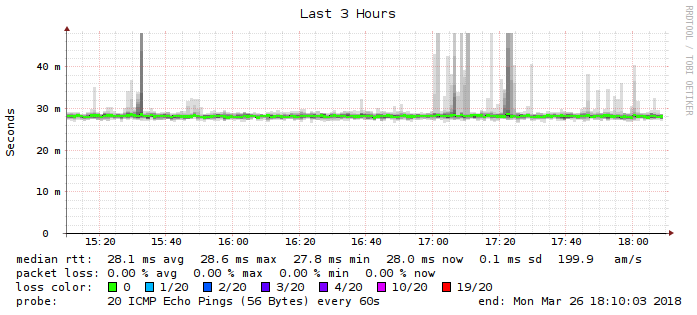 Last 3 Hours
RRDTOOL / TOBI OETIKER
Seconds
40 m
30 m
20 m
10 m
0
15:20 15:40 16:00 16:20 16:40 17:00 17:20 17:40 18:00
median rtt: 28.1 ms avg 28.6 ms max 27.8 ms min 28.0 ms now 0.1 ms sd 199.9 am/s
packet loss: 0.00 % avg 0.00 % max 0.00 % min 0.00 % now
loss color: 0 1/20 2/20 3/20 4/20 10/20 19/20
probe: 20 ICMP Echo Pings (56 Bytes) every 60s end: Mon Mar 26 18:10:03 2018